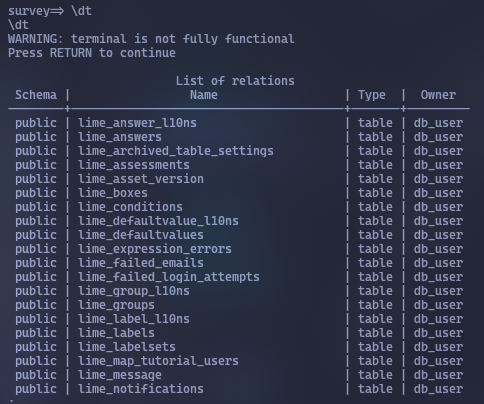 survey=> \dt
\dt
WARNING: terminal is not fully functional
Press RETURN to continue
List of relations
Schema | Name | Type | Owner
public | lime_answer_l10ns | table | db_user
public | lime_answers | table | db_user
public | lime_archived_table_settings | table | db_user
public | lime_assessments | table | db_user
public | lime_asset_version | table | db_user
public | lime_boxes | table | db_user
public | lime_conditions | table | db_user
public | lime_defaultvalue_l10ns | table | db_user
public | lime_defaultvalues | table | db_user
public | lime_expression_errors | table | db_user
public | lime_failed_emails | table | db_user
public | lime_failed_login_attempts | table | db_user
public | lime_group_l10ns | table | db_user
public | lime_groups | table | db_user
public | lime_label_l10ns | table | db_user
public | lime_labels | table | db_user
public | lime_labelsets | table | db_user
public | lime_map_tutorial_users | table | db_user
public | lime_message | table | db_user
public | lime_notifications | table | db_user